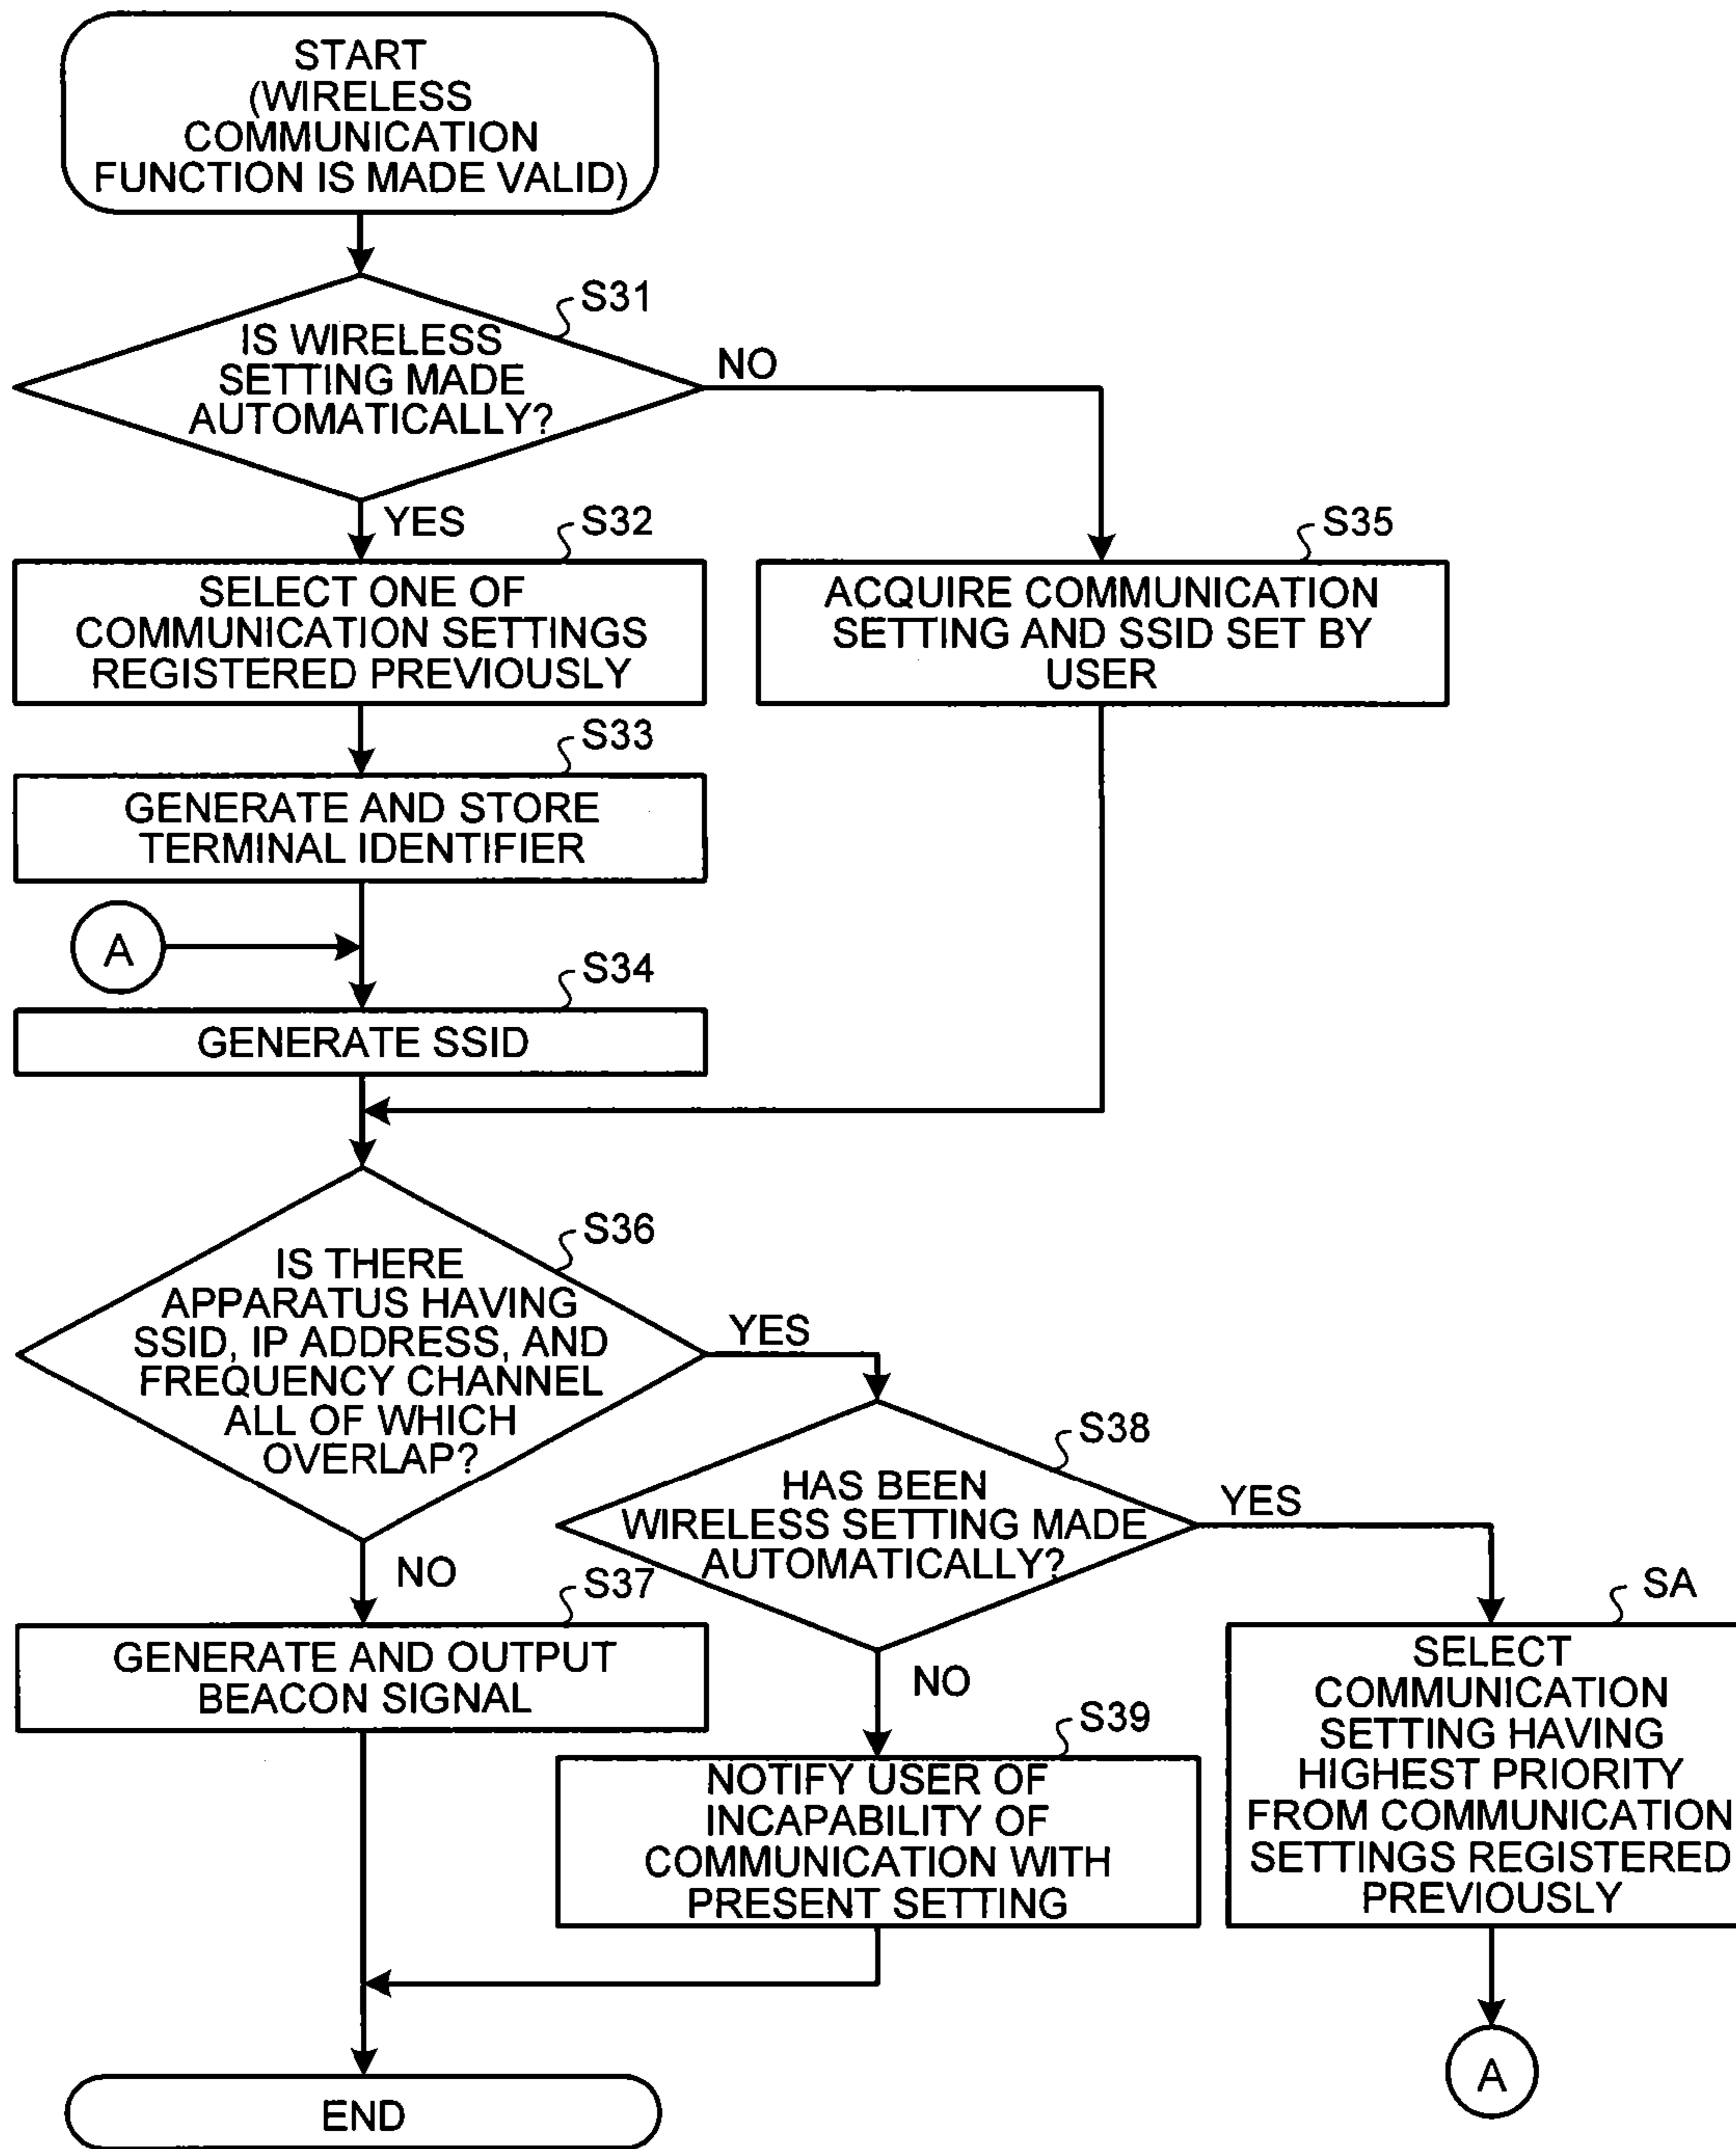 START
(WIRELESS
COMMUNICATION
FUNCTION IS MADE VALID)
S31
IS WIRELESS
SETTING MADE
AUTOMATICALLY?
NO
YES
S32
SELECT ONE OF
COMMUNICATION SETTINGS
REGISTERED PREVIOUSLY
S35
ACQUIRE COMMUNICATION
SETTING AND SSID SET BY
USER
S33
GENERATE AND STORE
TERMINAL IDENTIFIER
A
S34
GENERATE SSID
S36
IS THERE
APPARATUS HAVING
SSID, IP ADDRESS, AND
FREQUENCY CHANNEL
ALL OF WHICH
OVERLAP?
YES
NO
S38
HAS BEEN
WIRELESS SETTING MADE
AUTOMATICALLY?
YES
NO
S37
GENERATE AND OUTPUT
BEACON SIGNAL
S39
NOTIFY USER OF
INCAPABILITY OF
COMMUNICATION WITH
PRESENT SETTING
SA
SELECT
COMMUNICATION
SETTING HAVING
HIGHEST PRIORITY
FROM COMMUNICATION
SETTINGS REGISTERED
PREVIOUSLY
A
END